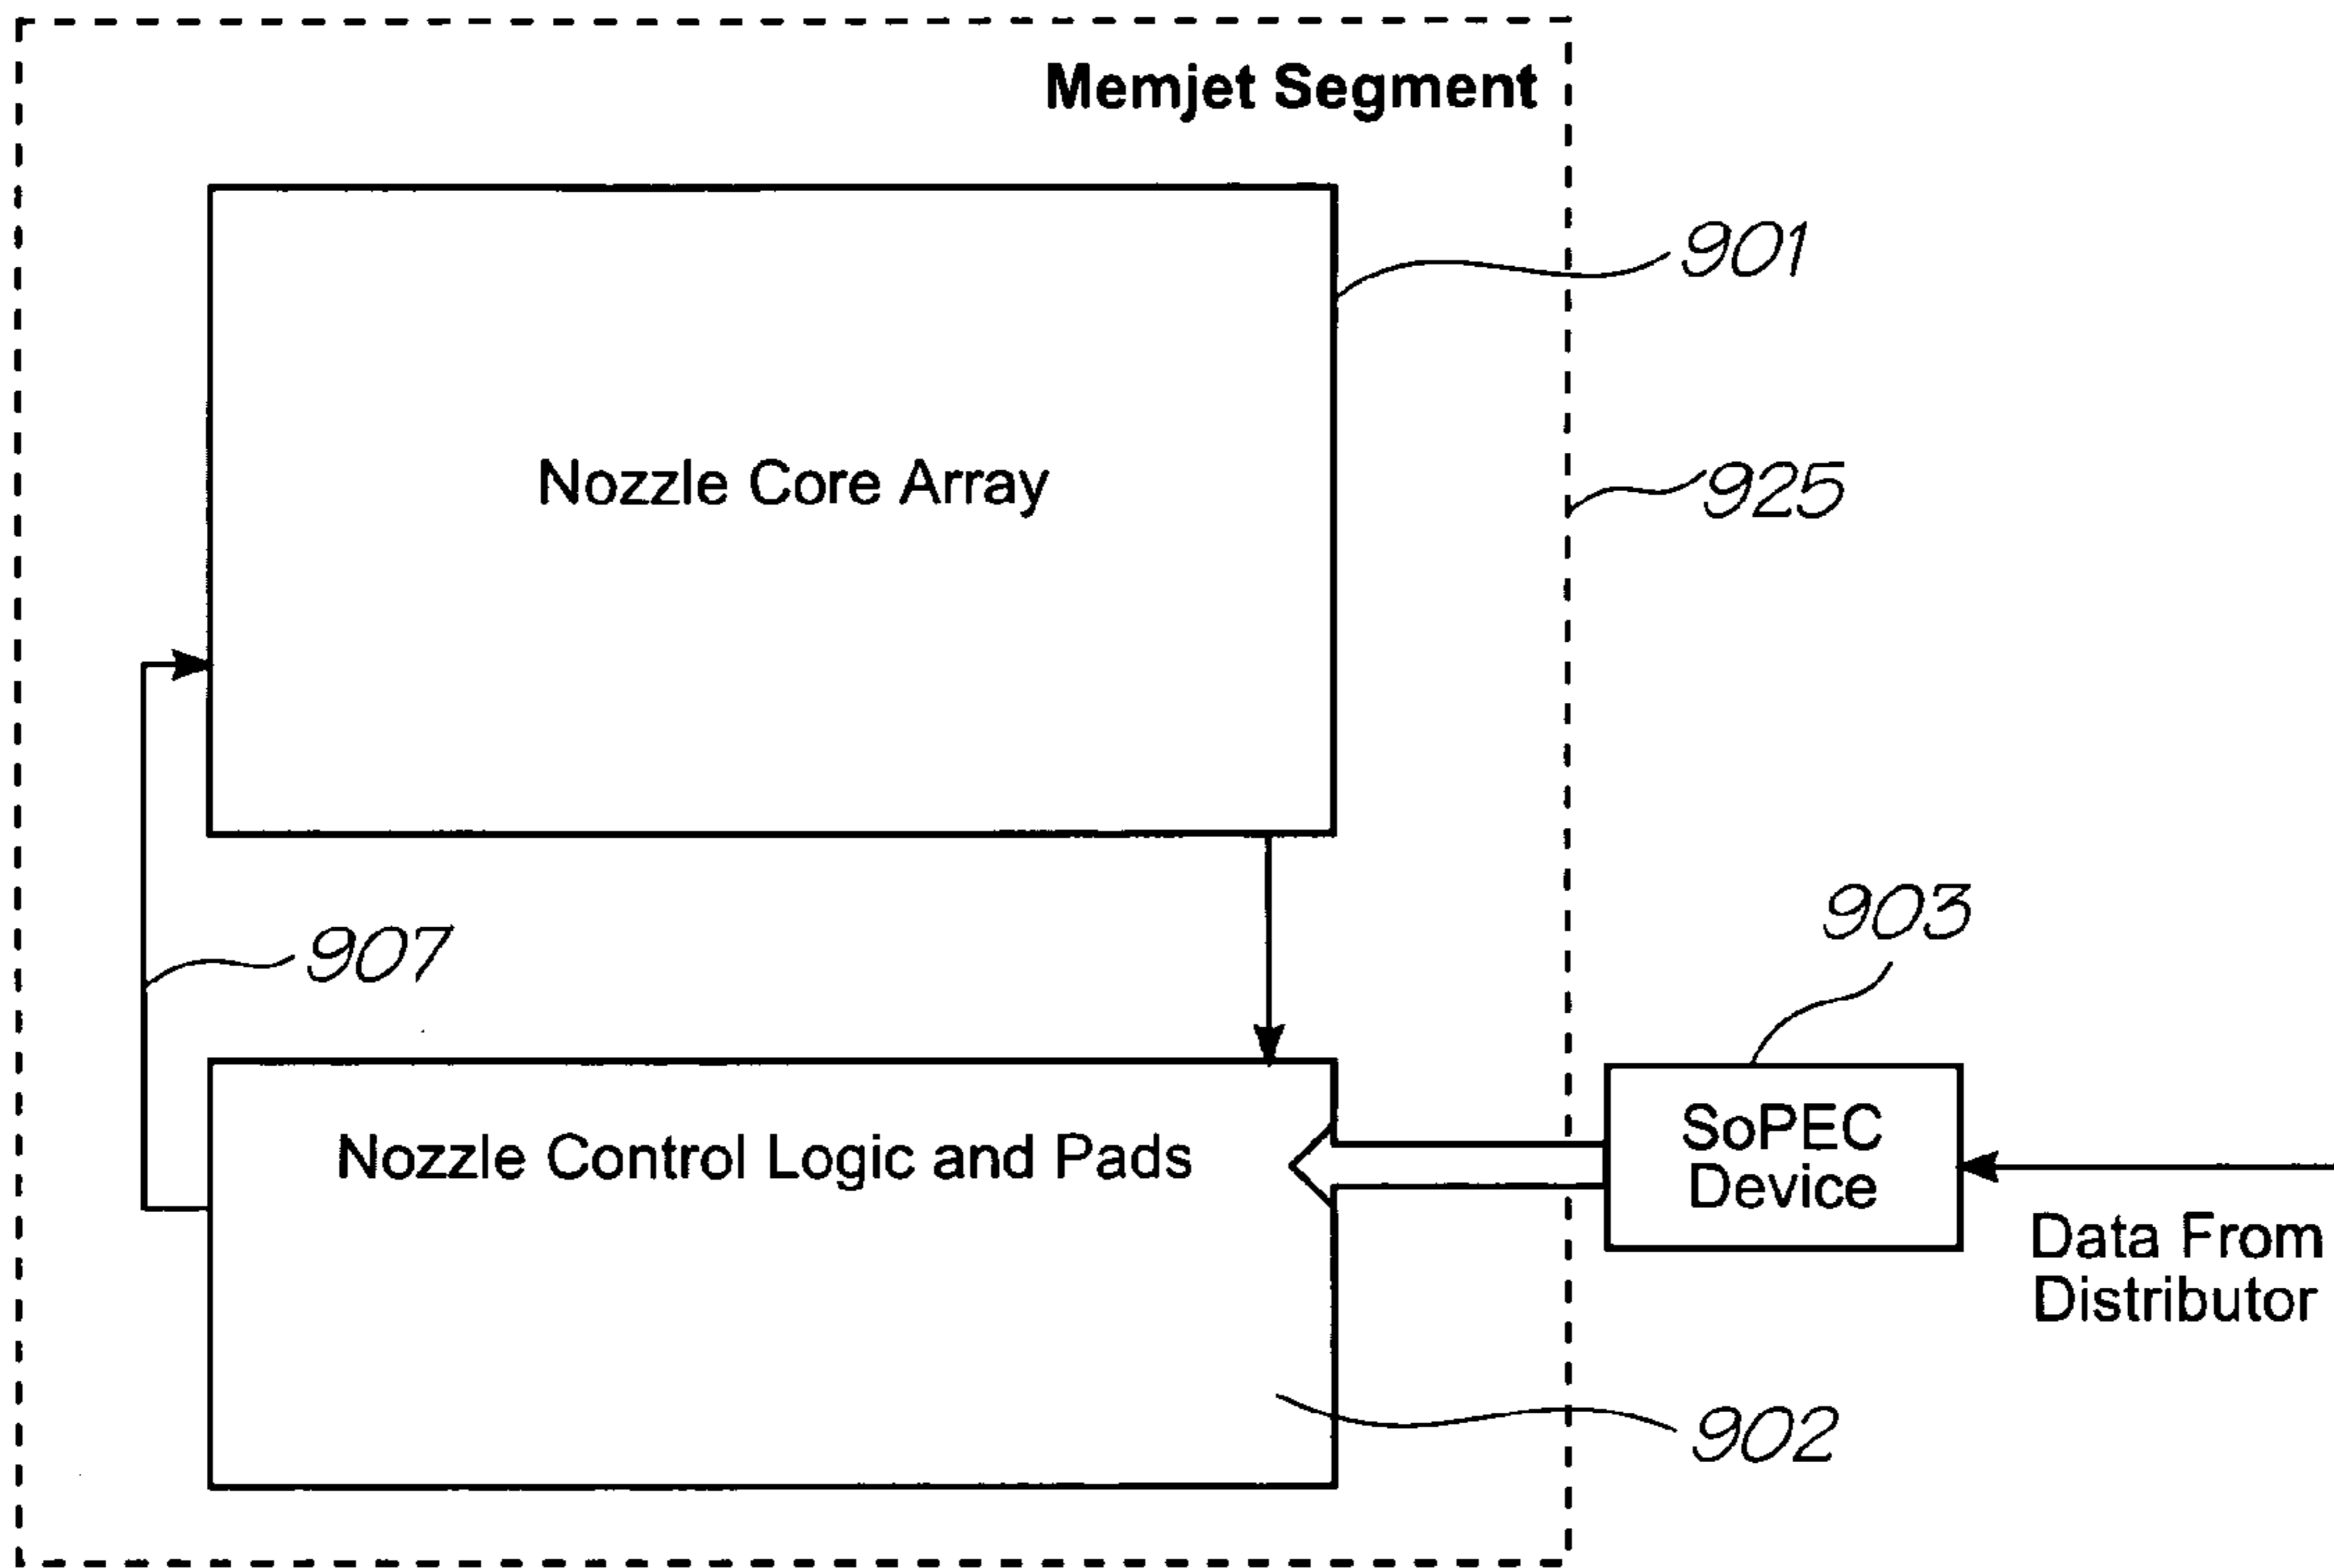 Memjet Segment
901
Nozzle Core Array
925
903
907
SoPEC
Device
Nozzle Control Logic and Pads
Data From
Distributor
902